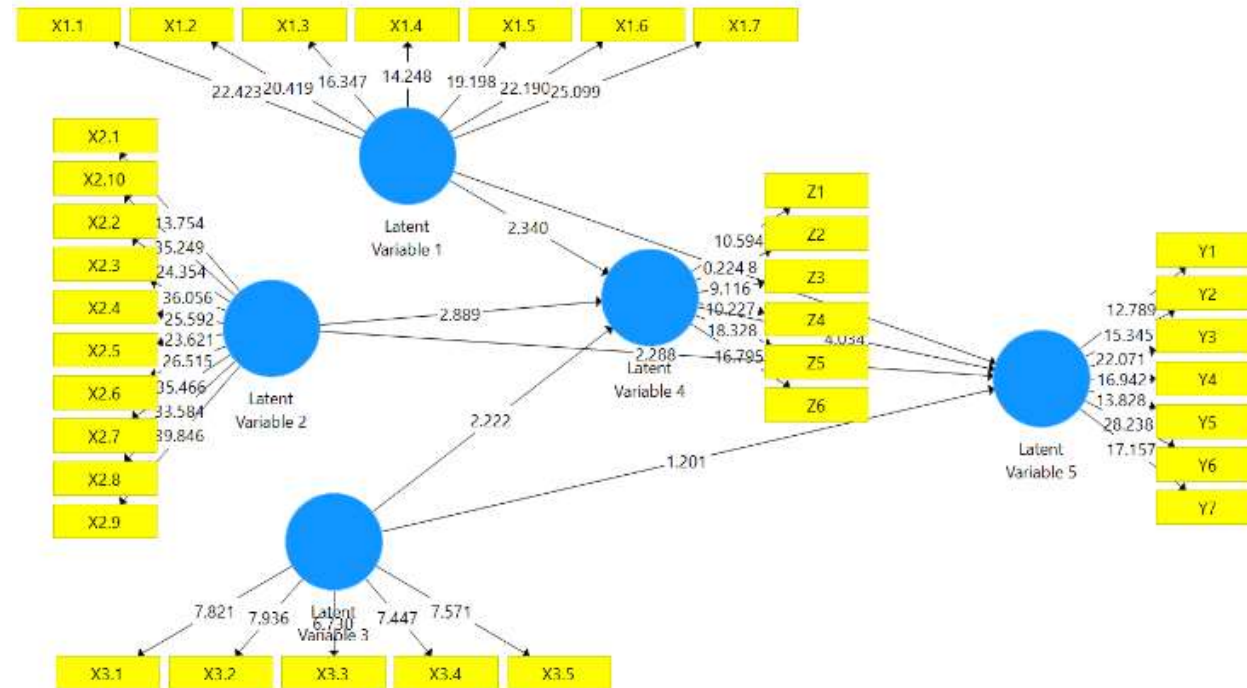 X1.1 X1.2 X1.3 X1.4 X1.5 X1.6 X1.7
22.423 20.419 16.347 14.248 19.198 22.190 25.099
Latent
Variable 1
X2.1
X2.10
X2.2
X2.3
X2.4
X2.5
X2.6
X2.7
X2.8
X2.9
35.249
24.354
36.056
25.592
23.621
26.515
35.466
Latent
Variable 2
2.340
2.889
2.288
2.222
1.201
Latent
Variable 4
10.594
0.224
9.116
10.227
18.328
16.795
4.034
Z1
Z2
Z3
Z4
Z5
Z6
Latent
Variable 5
12.789
15.345
22.071
16.942
13.828
28.238
17.157
Y1
Y2
Y3
Y4
Y5
Y6
Y7
Latent
Variable 3
7.821 7.936 6.730 7.447 7.571
X3.1 X3.2 X3.3 X3.4 X3.5